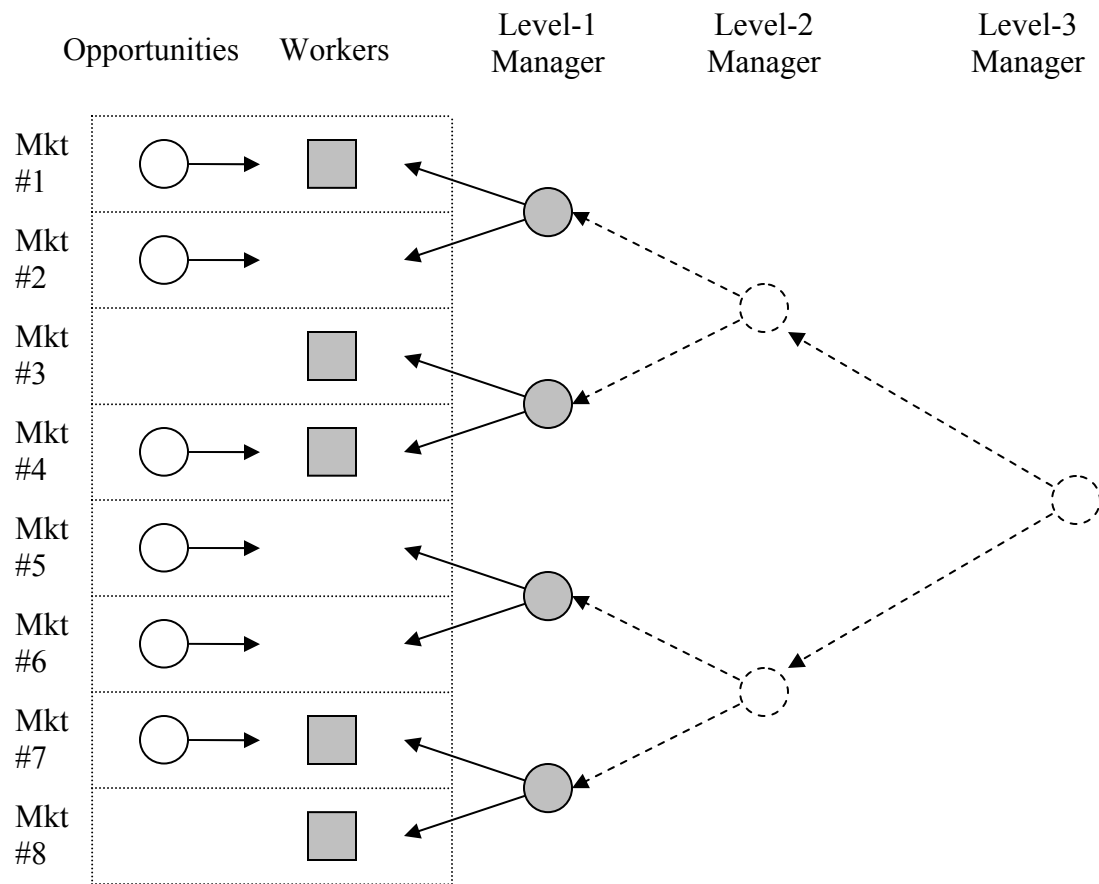 Opportunities
Workers
Level-1
Manager
Level-2
Manager
Level-3
Manager
Mkt
#1
Mkt
#2
Mkt
#3
Mkt
#4
Mkt
#5
Mkt
#6
Mkt
#7
Mkt
#8